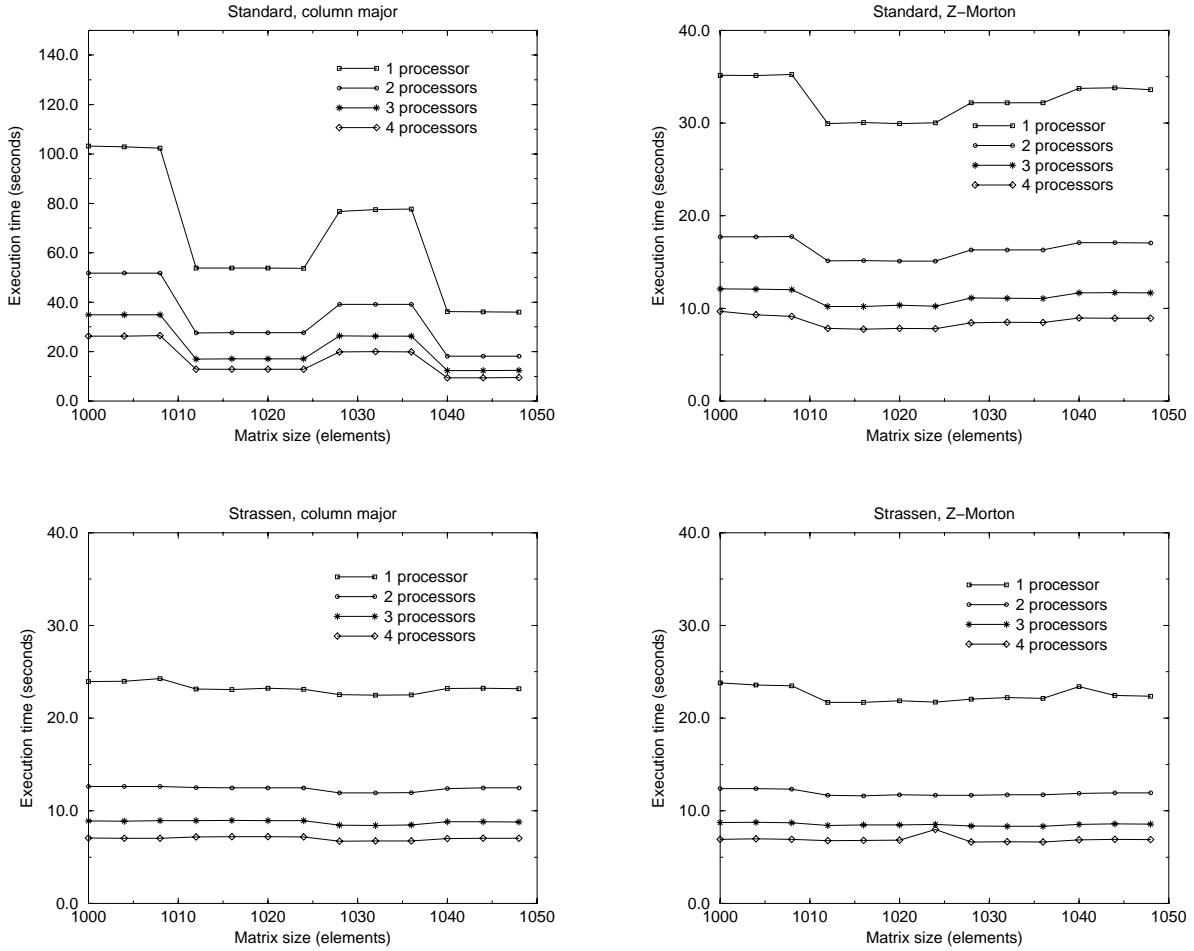 Standard, column major
Execution time (seconds)
140.0
120.0
100.0
80.0
60.0
40.0
20.0
0.0
1000 1010 1020 1030 1040 1050
Matrix size (elements)
1 processor
2 processors
3 processors
4 processors
Standard, Z−Morton
Execution time (seconds)
40.0
30.0
20.0
10.0
0.0
1000 1010 1020 1030 1040 1050
Matrix size (elements)
1 processor
2 processors
3 processors
4 processors
Strassen, column major
Execution time (seconds)
40.0
30.0
20.0
10.0
0.0
1000 1010 1020 1030 1040 1050
Matrix size (elements)
1 processor
2 processors
3 processors
4 processors
Strassen, Z−Morton
Execution time (seconds)
40.0
30.0
20.0
10.0
0.0
1000 1010 1020 1030 1040 1050
Matrix size (elements)
1 processor
2 processors
3 processors
4 processors